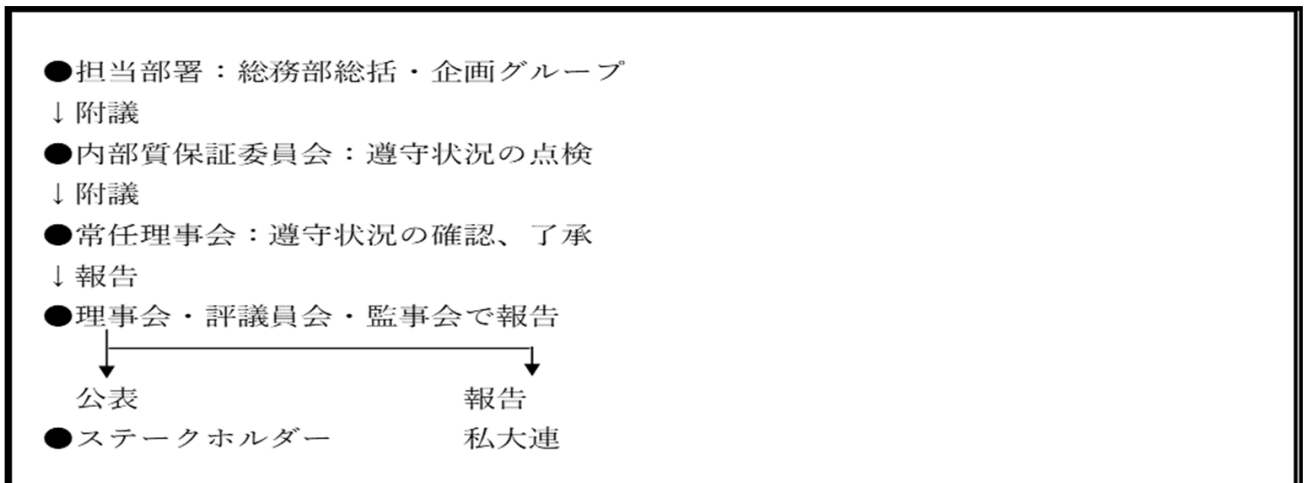 ●担当部署：総務部総括・企画グループ
↓附議
●内部質保証委員会：遵守状況の点検
↓附議
●常任理事会：遵守状況の確認、了承
↓報告
●理事会・評議員会・監事会で報告
公表 報告
●ステークホルダー 私大連